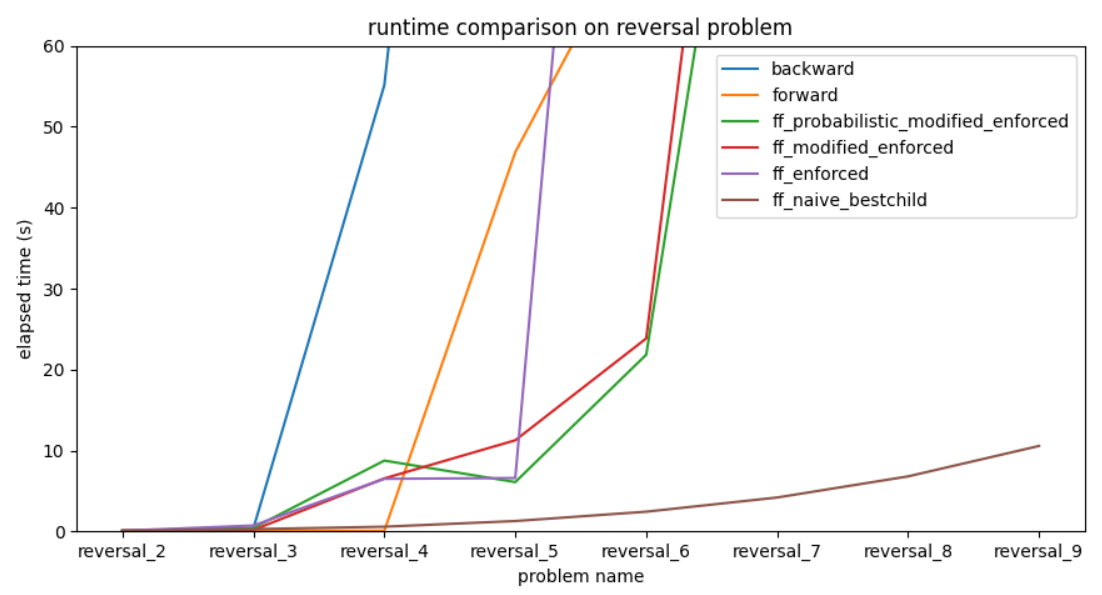 runtime comparison on reversal problem
60
50
40
30
20
10
0
elapsed time (s)
backward
forward
ff_probabilistic_modified_enforced
ff_modified_enforced
ff_enforced
ff_naive_bestchild
reversal_2 reversal_3 reversal_4 reversal_5 reversal_6 reversal_7 reversal_8 reversal_9
problem name